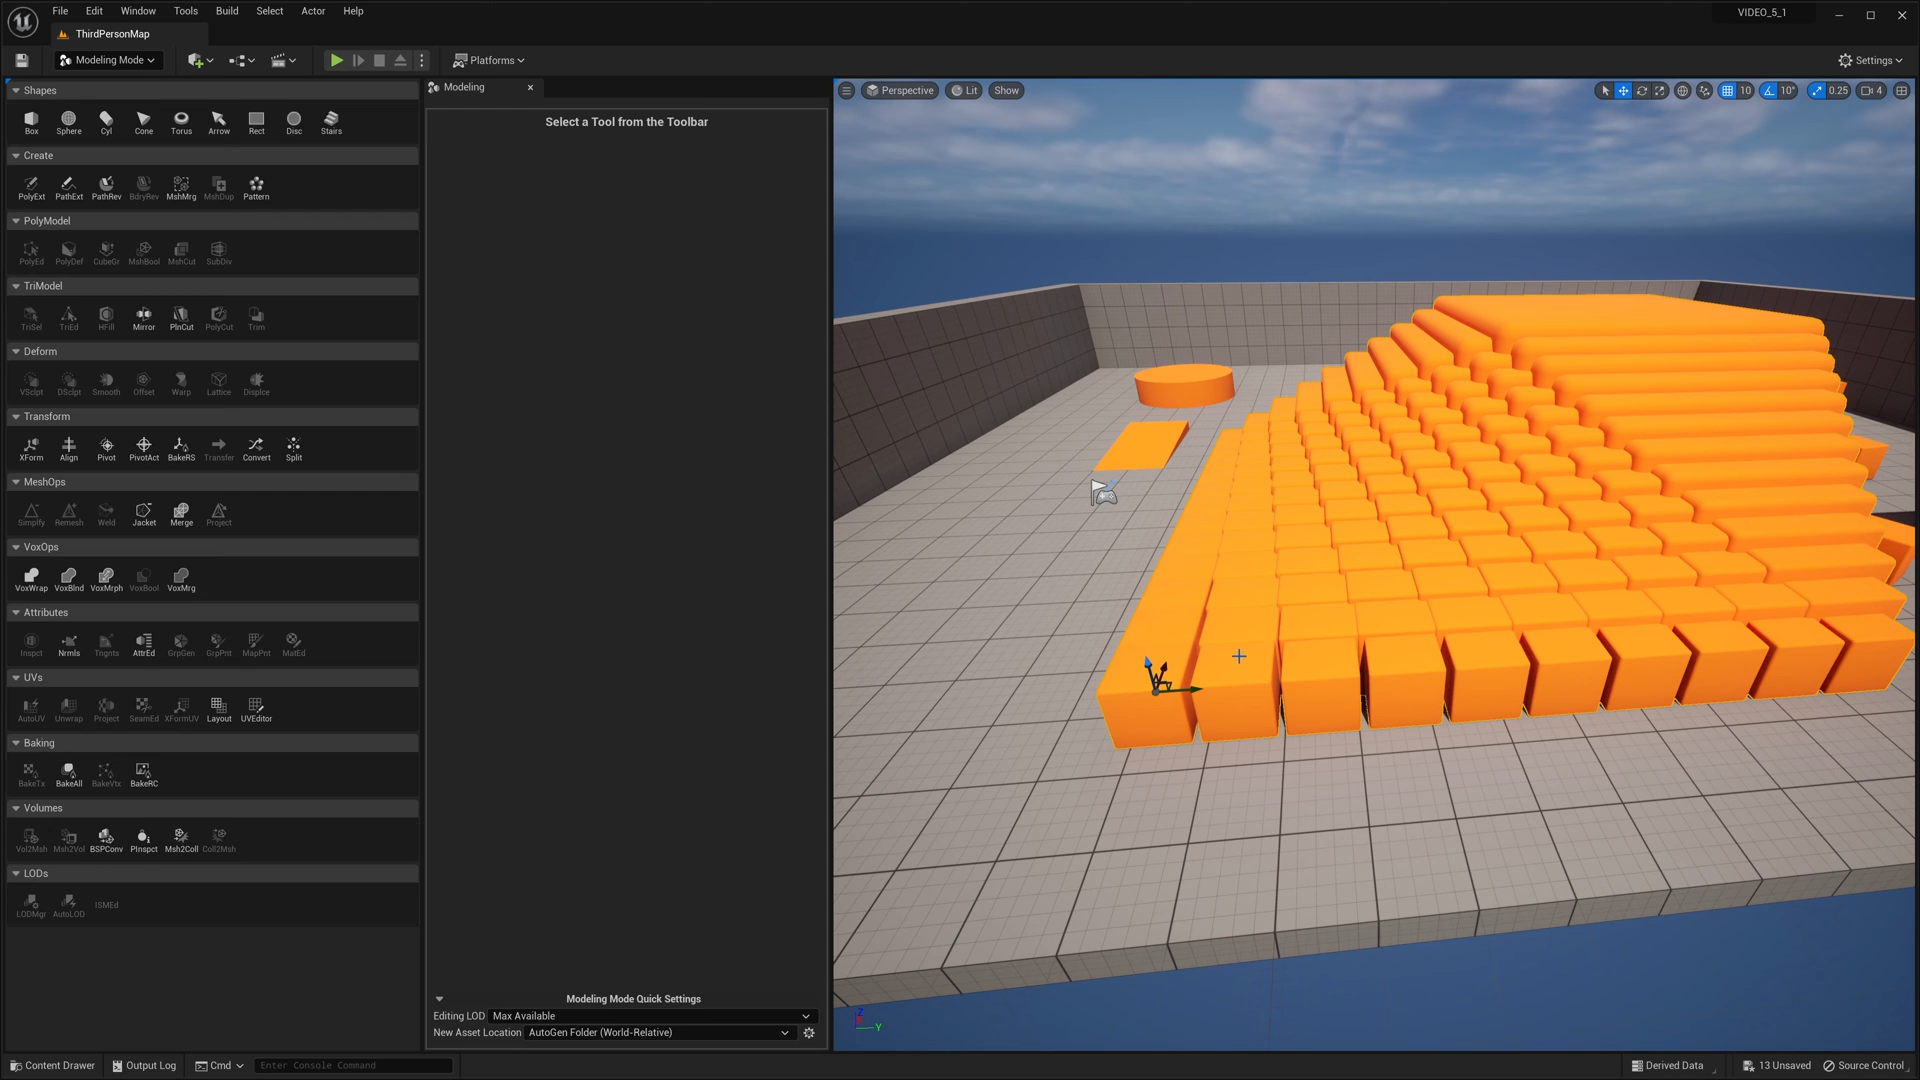 File Edit Window Tools Build Select Actor Help
VIDEO_5_1
ThirdPersonMap
Modeling Mode
Platforms
Settings
Shapes
Box Sphere Cyl Cone Torus Arrow Rect Disc Stairs
Create
PolyExt PathExt PathRev BdryRev MshMrg MshDup Pattern
PolyModel
PolyEd PolyDef CubeGr MshBool MshCut SubDiv
TriModel
TriSel TriEd HFill Mirror PlnCut PolyCut Trim
Deform
VSclpt DSclpt Smooth Offset Warp Lattice Displce
Transform
XForm Align Pivot PivotAct BakeRS Transfer Convert Split
MeshOps
Simplfy Remesh Weld Jacket Merge Project
VoxOps
VoxWrap VoxBlnd VoxMrph VoxBool VoxMrg
Attributes
Inspct Nrmls Tngnts AttrEd GrpGen GrpPnt MapPnt MatEd
UVs
AutoUV Unwrap Project SeamEd XFormUV Layout UVEditor
Baking
BakeTx BakeAll BakeVtx BakeRC
Volumes
Vol2Msh Msh2Vol BSPConv PInspct Msh2Coll Coll2Msh
LODs
LODMgr AutoLOD ISMEd
Modeling
Select a Tool from the Toolbar
Modeling Mode Quick Settings
Editing LOD Max Available
New Asset Location AutoGen Folder (World-Relative)
Perspective Lit Show
10 10° 0.25 4
Z
Y
Content Drawer Output Log Cmd Enter Console Command
Derived Data 13 Unsaved Source Control